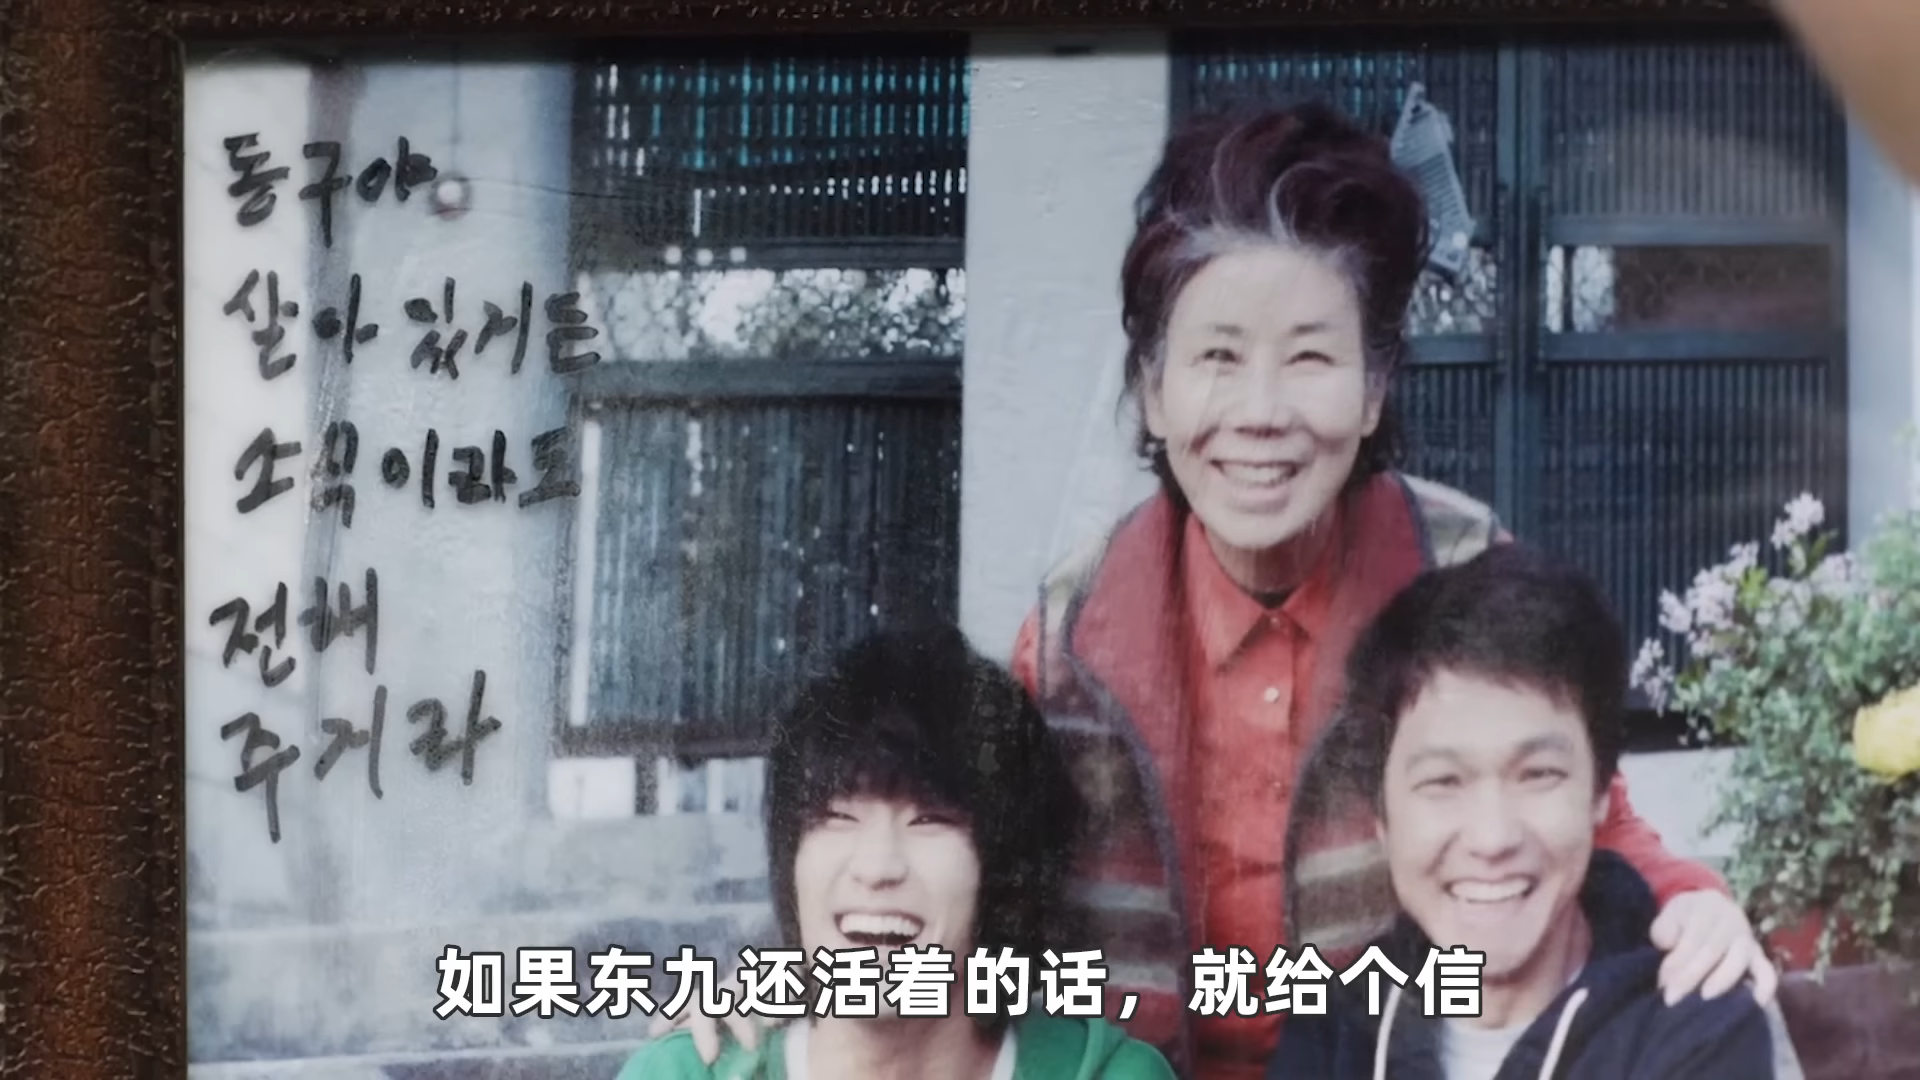 동구야
살아 있거든
소식이라도
전해
주거라
如果东九还活着的话，就给个信